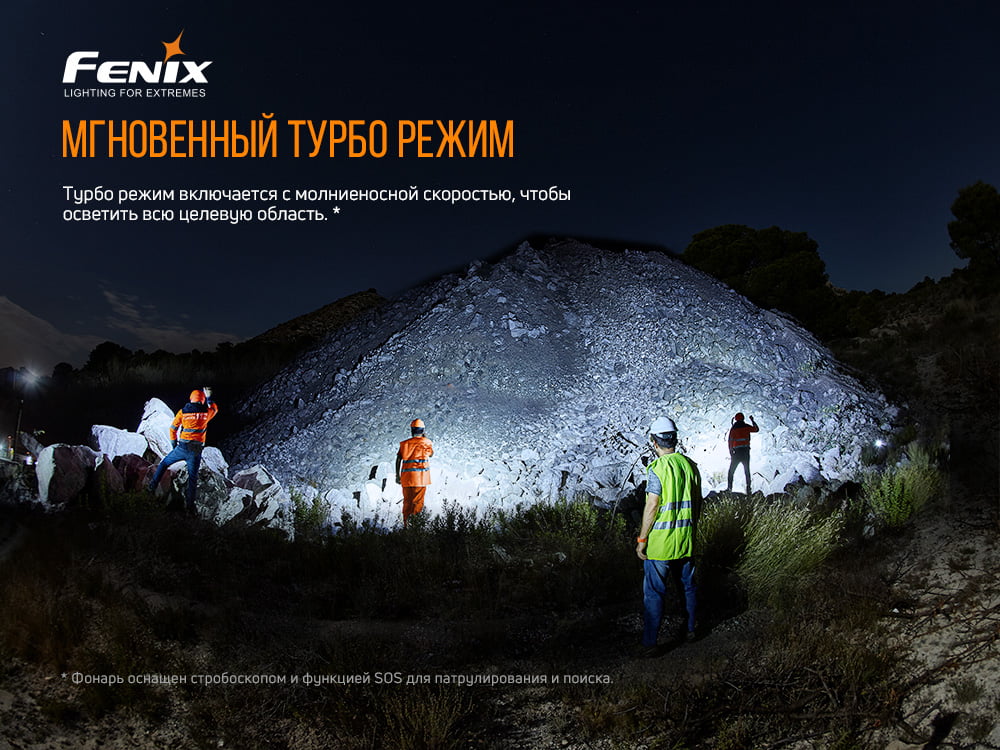 FENIX
LIGHTING FOR EXTREMES
МГНОВЕННЫЙ ТУРБО РЕЖИМ
Турбо режим включается с молниеносной скоростью, чтобы
осветить всю целевую область. *
* Фонарь оснащен стробоскопом и функцией SOS для патрулирования и поиска.